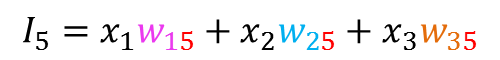 I₅ = x₁w₁₅ + x₂w₂₅ + x₃w₃₅